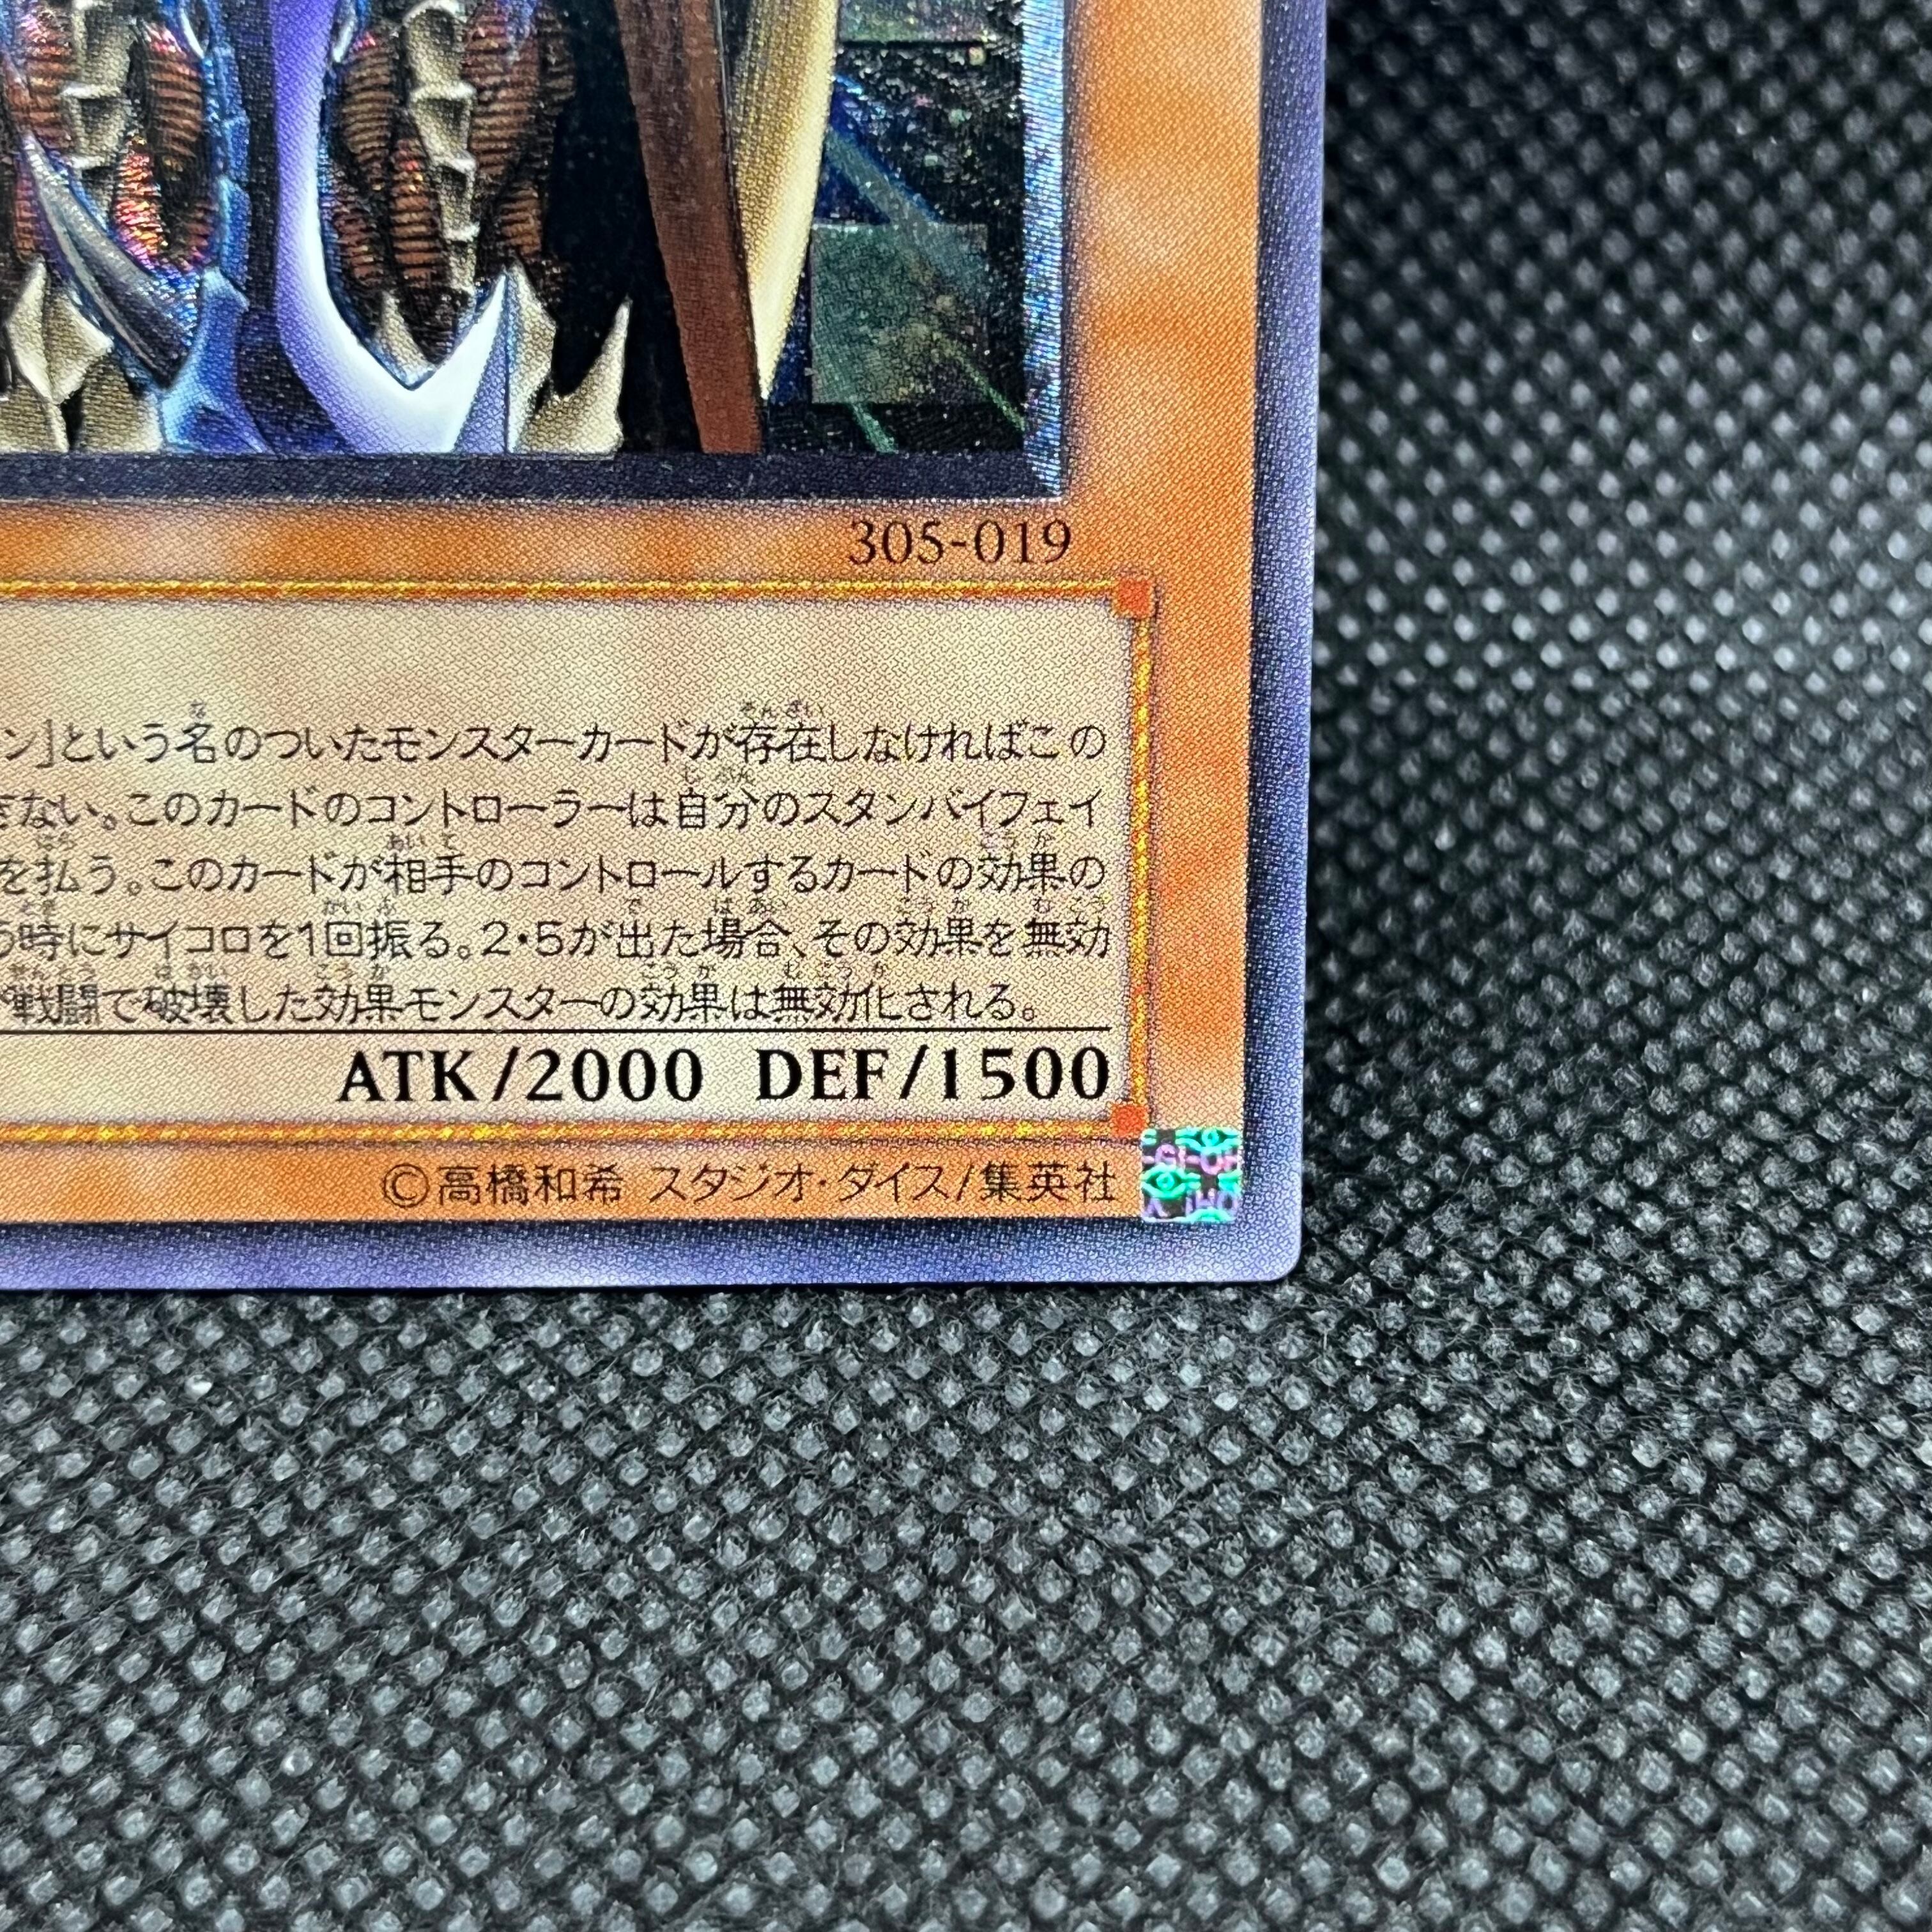 305-019
ン」という名のついたモンスターカードが存在しなければこの
きない。このカードのコントローラーは自分のスタンバイフェイ
を払う。このカードが相手のコントロールするカードの効果の
う時にサイコロを1回振る。2・5が出た場合、その効果を無効
戦闘で破壊した効果モンスターの効果は無効化される。
ATK/2000 DEF/1500
©高橋和希 スタジオ・ダイス/集英社